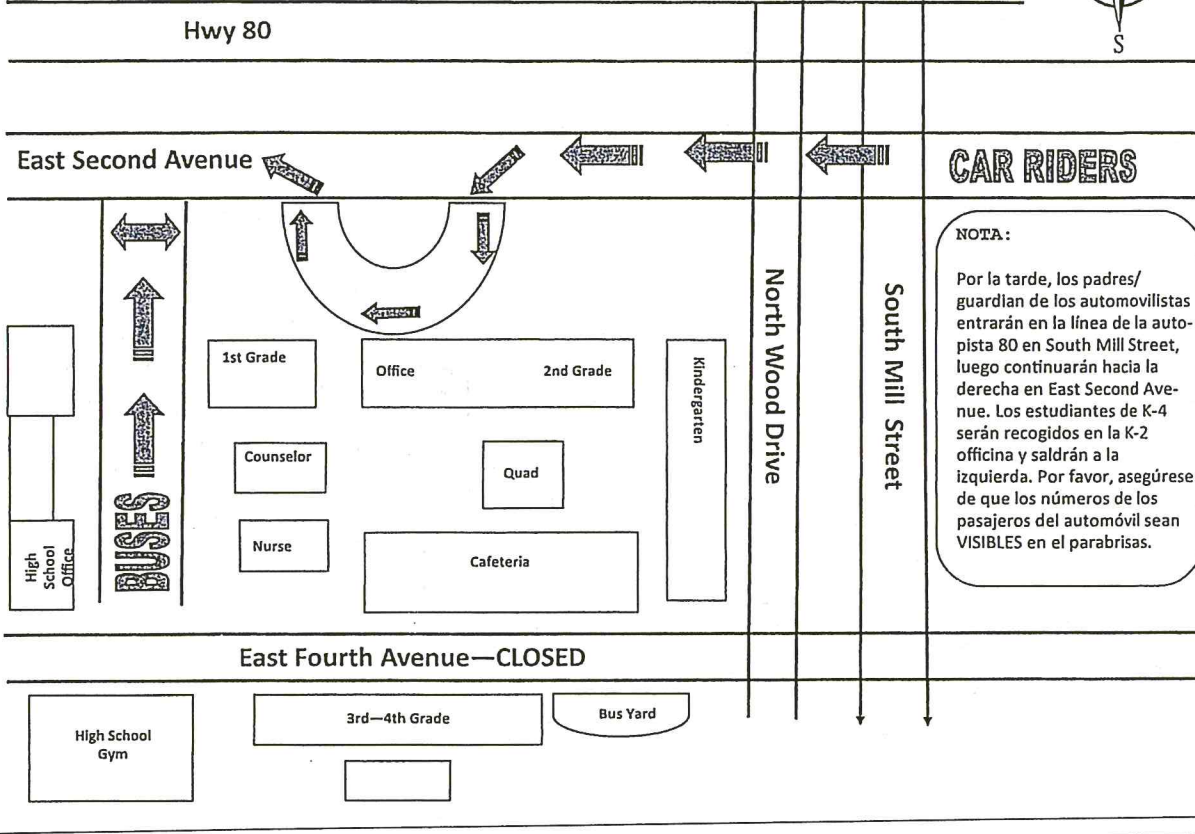 Hwy 80
S
East Second Avenue
CAR RIDERS
NOTA:
Por la tarde, los padres/
guardian de los automovilistas
entrarán en la línea de la auto-
pista 80 en South Mill Street,
luego continuarán hacia la
derecha en East Second Ave-
nue. Los estudiantes de K-4
serán recogidos en la K-2
officina y saldrán a la
izquierda. Por favor, asegúrese
de que los números de los
pasajeros del automóvil sean
VISIBLES en el parabrisas.
North Wood Drive
South Mill Street
1st Grade
Office
2nd Grade
Kindergarten
Counselor
Quad
BUSES
Nurse
Cafeteria
High
School
Office
East Fourth Avenue—CLOSED
High School
Gym
3rd—4th Grade
Bus Yard